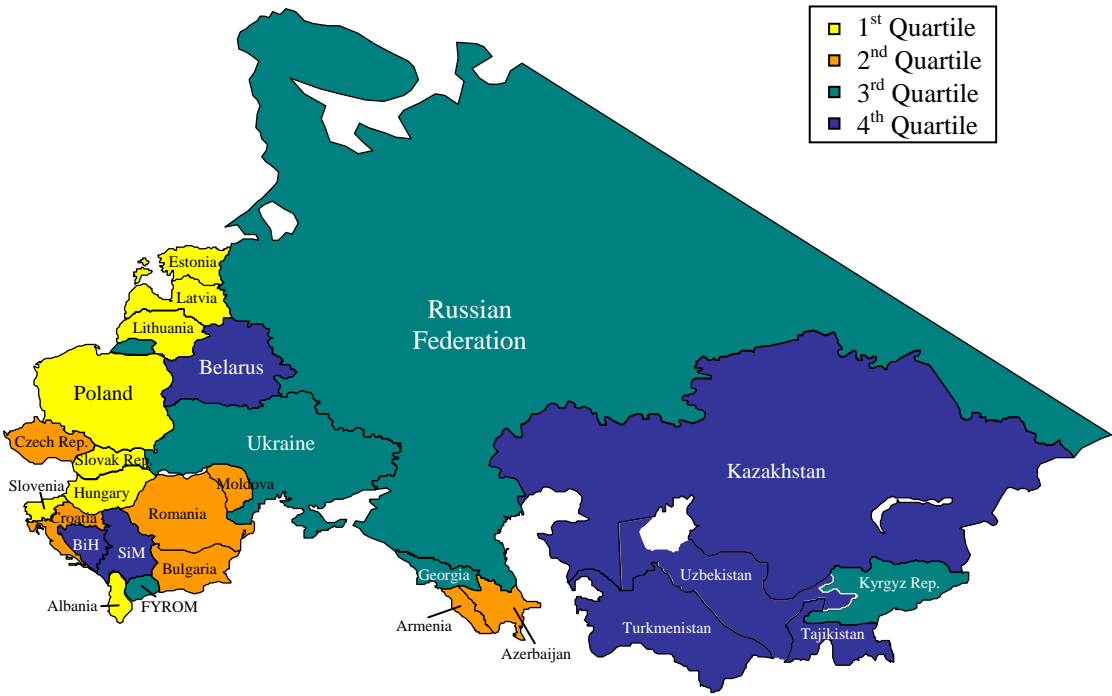 1st Quartile
2nd Quartile
3rd Quartile
4th Quartile
Estonia
Latvia
Lithuania
Russian
Federation
Belarus
Poland
Czech Rep.
Ukraine
Slovak Rep.
Kazakhstan
Slovenia
Hungary
Moldova
Croatia
Romania
BiH
SiM
Bulgaria
Georgia
Uzbekistan
Kyrgyz Rep.
Albania
FYROM
Armenia
Turkmenistan
Tajikistan
Azerbaijan